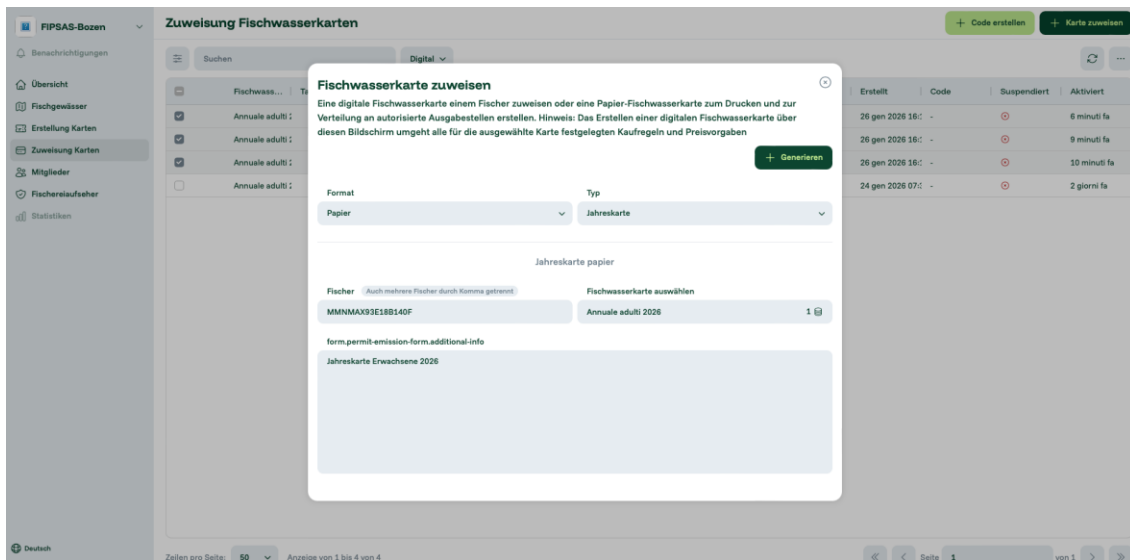 FIPSAS-Bozen
Zuweisung Fischwasserkarten
+ Code erstellen
+ Karte zuweisen
Benachrichtigungen
Suchen
Digital
Übersicht
Fischgewässer
Erstellung Karten
Zuweisung Karten
Mitglieder
Fischereiaufseher
Statistiken
Fischwass...
Erstellt
Code
Suspendiert
Aktiviert
Annuale adulti
26 gen 2026 16:
-
6 minuti fa
Annuale adulti
26 gen 2026 16:
-
9 minuti fa
Annuale adulti
26 gen 2026 16:
-
10 minuti fa
Annuale adulti
24 gen 2026 07:
-
2 giorni fa
Fischwasserkarte zuweisen
Eine digitale Fischwasserkarte einem Fischer zuweisen oder eine Papier-Fischwasserkarte zum Drucken und zur
Verteilung an autorisierte Ausgabestellen erstellen. Hinweis: Das Erstellen einer digitalen Fischwasserkarte über
diesen Bildschirm umgeht alle für die ausgewählte Karte festgelegten Kaufregeln und Preisvorgaben
+ Generieren
Format
Typ
Papier
Jahreskarte
Jahreskarte papier
Fischer Auch mehrere Fischer durch Komma getrennt
Fischwasserkarte auswählen
MMNMAX93E18B140F
Annuale adulti 2026 1
form.permit-emission-form.additional-info
Jahreskarte Erwachsene 2026
Deutsch
Zeilen pro Seite: 50
Anzeige von 1 bis 4 von 4
Seite 1 von 1